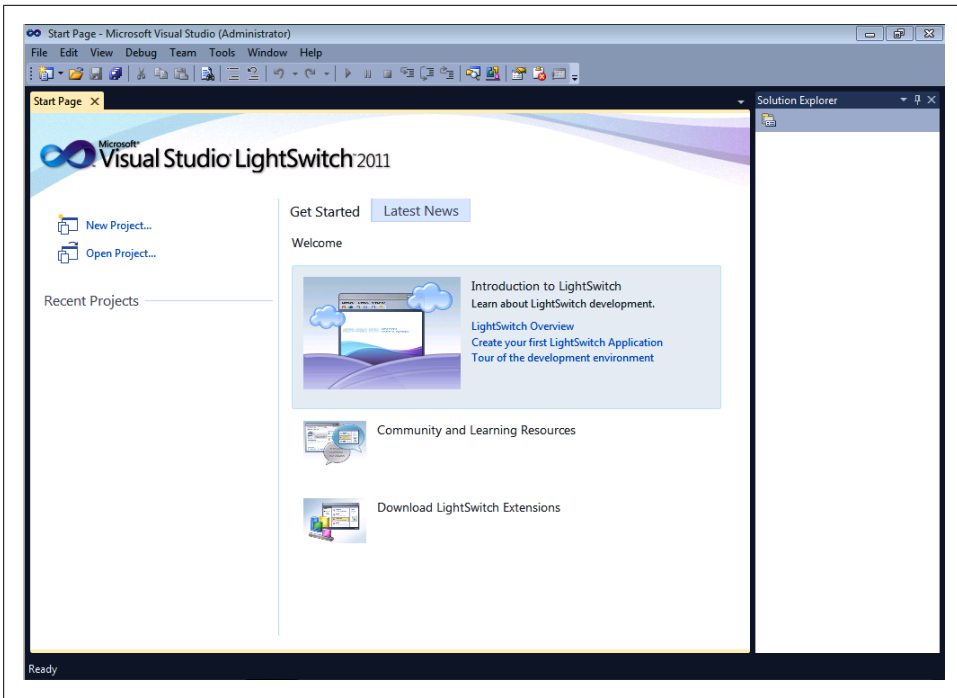 Start Page - Microsoft Visual Studio (Administrator)
File Edit View Debug Team Tools Window Help
Start Page
Solution Explorer
Microsoft®
Visual Studio LightSwitch 2011
New Project...
Open Project...
Recent Projects
Get Started Latest News
Welcome
Introduction to LightSwitch
Learn about LightSwitch development.
LightSwitch Overview
Create your first LightSwitch Application
Tour of the development environment
Community and Learning Resources
Download LightSwitch Extensions
Ready